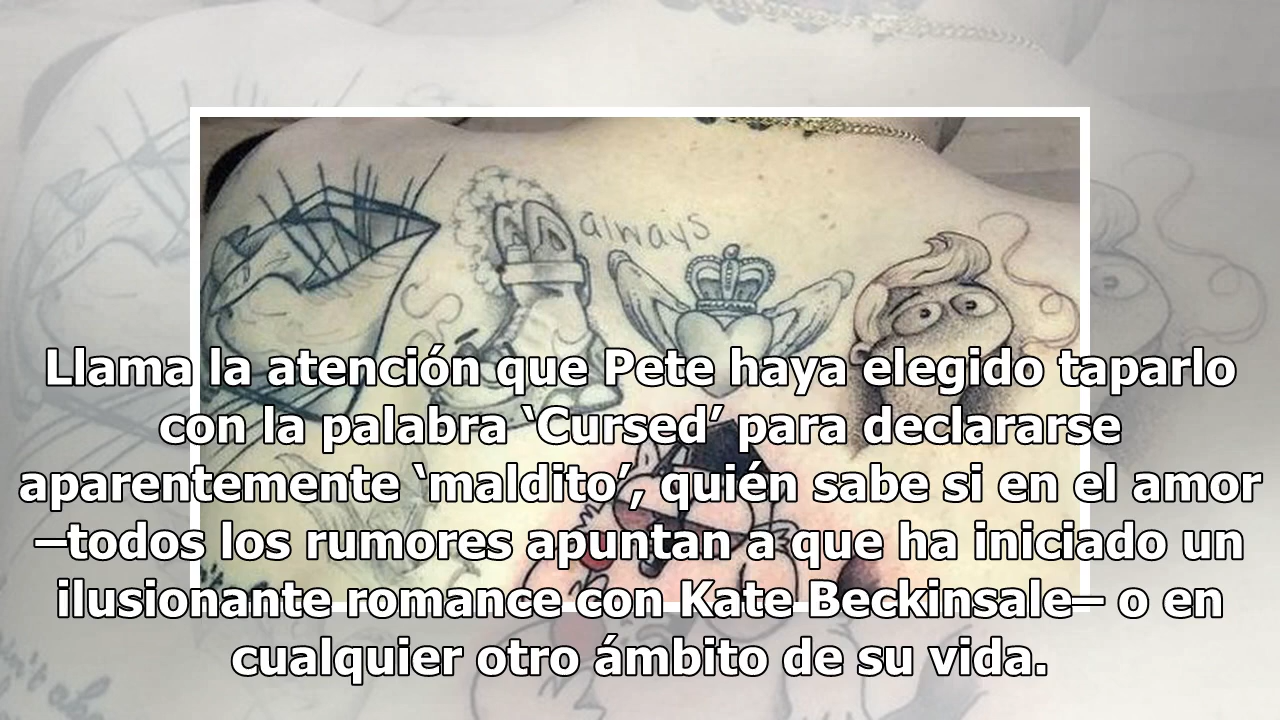 always
Llama la atención que Pete haya elegido taparlo
con la palabra ‘Cursed’ para declararse
aparentemente ‘maldito’, quién sabe si en el amor
–todos los rumores apuntan a que ha iniciado un
ilusionante romance con Kate Beckinsale– o en
cualquier otro ámbito de su vida.